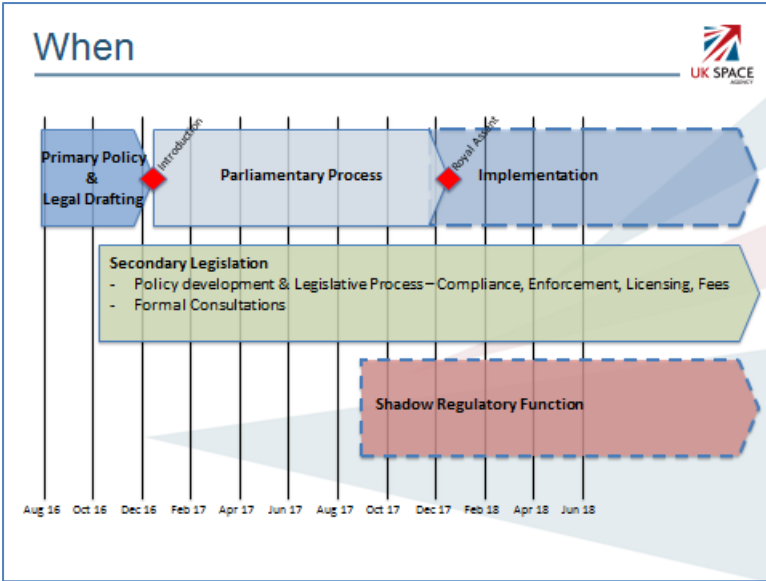 When
UK SPACE
AGENCY
Primary Policy
&
Legal Drafting
Introduction
Parliamentary Process
Royal Assant
Implementation
Secondary Legislation
- Policy development & Legislative Process – Compliance, Enforcement, Licensing, Fees
- Formal Consultations
Shadow Regulatory Function
Aug 16 Oct 16 Dec 16 Feb 17 Apr 17 Jun 17 Aug 17 Oct 17 Dec 17 Feb 18 Apr 18 Jun 18